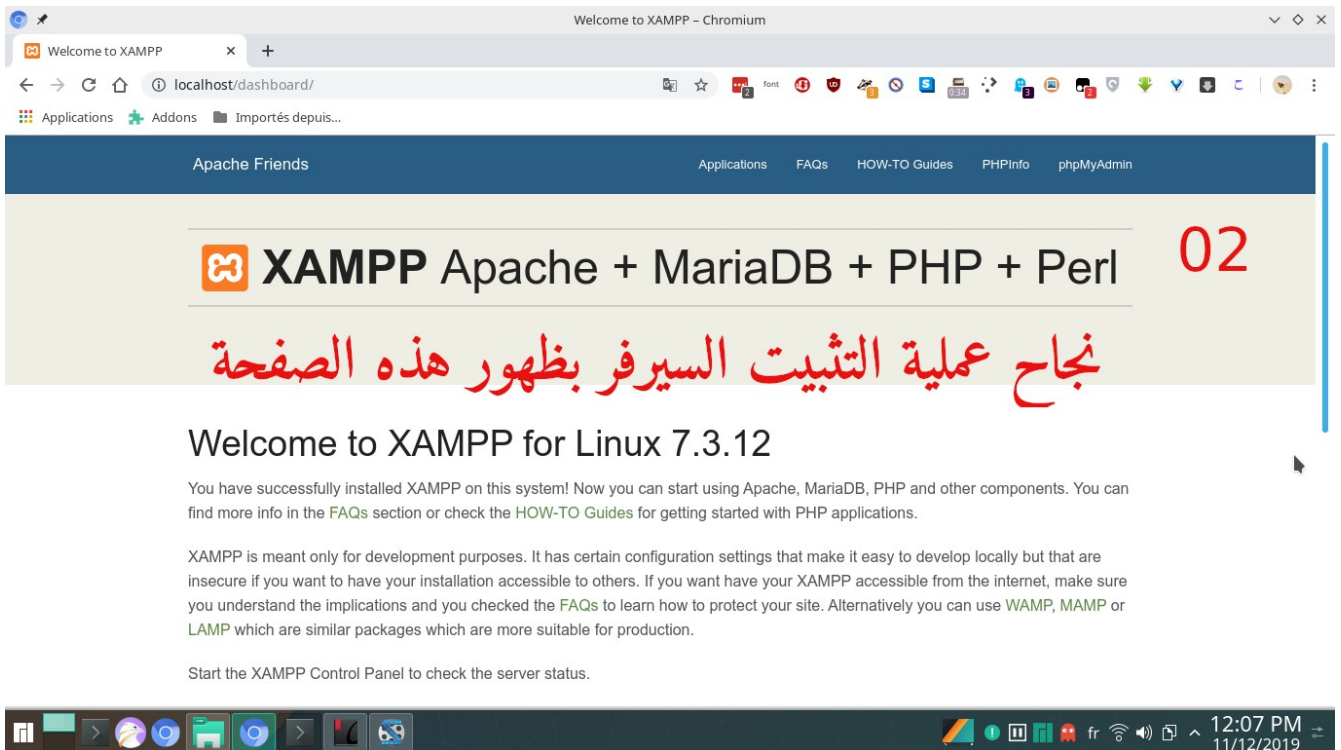 Welcome to XAMPP – Chromium
Welcome to XAMPP
localhost/dashboard/
2 font 3 0:34 3 2
Applications Addons Importés depuis...
Apache Friends Applications FAQs HOW-TO Guides PHPInfo phpMyAdmin
02
XAMPP Apache + MariaDB + PHP + Perl
نجاح عملية التثبيت السيرفر بظهور هذه الصفحة
Welcome to XAMPP for Linux 7.3.12
You have successfully installed XAMPP on this system! Now you can start using Apache, MariaDB, PHP and other components. You can
find more info in the FAQs section or check the HOW-TO Guides for getting started with PHP applications.
XAMPP is meant only for development purposes. It has certain configuration settings that make it easy to develop locally but that are
insecure if you want to have your installation accessible to others. If you want have your XAMPP accessible from the internet, make sure
you understand the implications and you checked the FAQs to learn how to protect your site. Alternatively you can use WAMP, MAMP or
LAMP which are similar packages which are more suitable for production.
Start the XAMPP Control Panel to check the server status.
fr 12:07 PM
11/12/2019